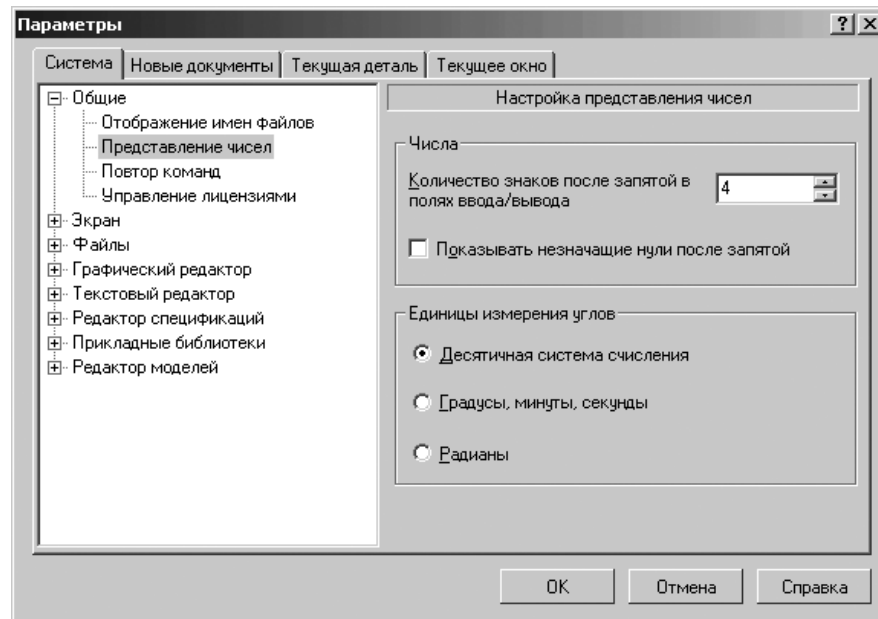 Параметры
Система
Новые документы
Текущая деталь
Текущее окно
Общие
Отображение имен файлов
Представление чисел
Повтор команд
Управление лицензиями
Экран
Файлы
Графический редактор
Текстовый редактор
Редактор спецификаций
Прикладные библиотеки
Редактор моделей
Настройка представления чисел
Числа
Количество знаков после запятой в
полях ввода/вывода
4
Показывать незначащие нули после запятой
Единицы измерения углов
Десятичная система счисления
Градусы, минуты, секунды
Радианы
OK
Отмена
Справка